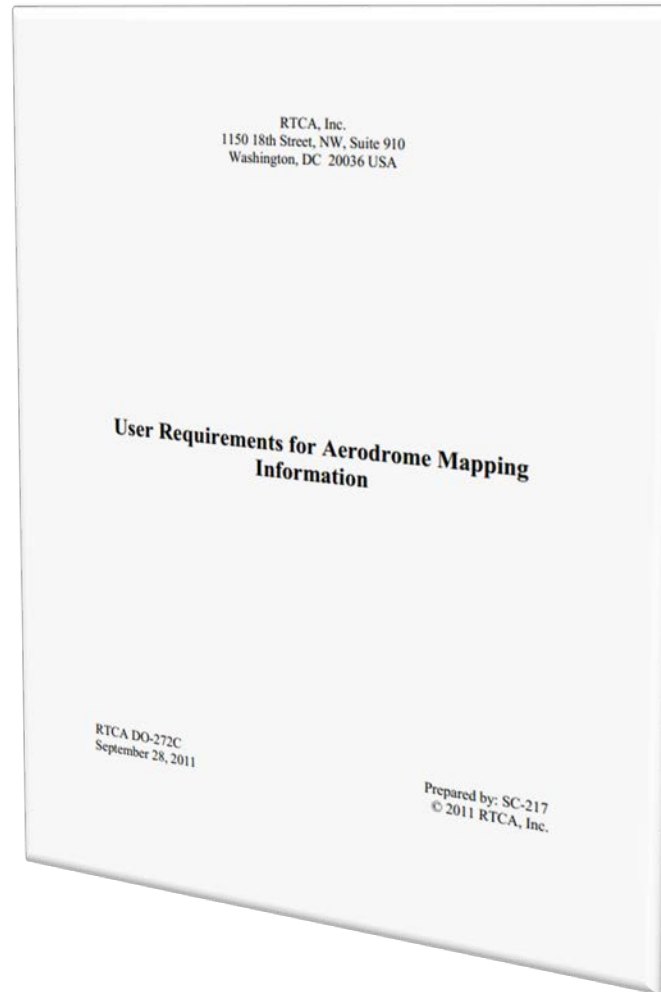 RTCA, Inc.
1150 18th Street, NW, Suite 910
Washington, DC 20036 USA
User Requirements for Aerodrome Mapping
Information
RTCA DO-272C
September 28, 2011
Prepared by: SC-217
© 2011 RTCA, Inc.